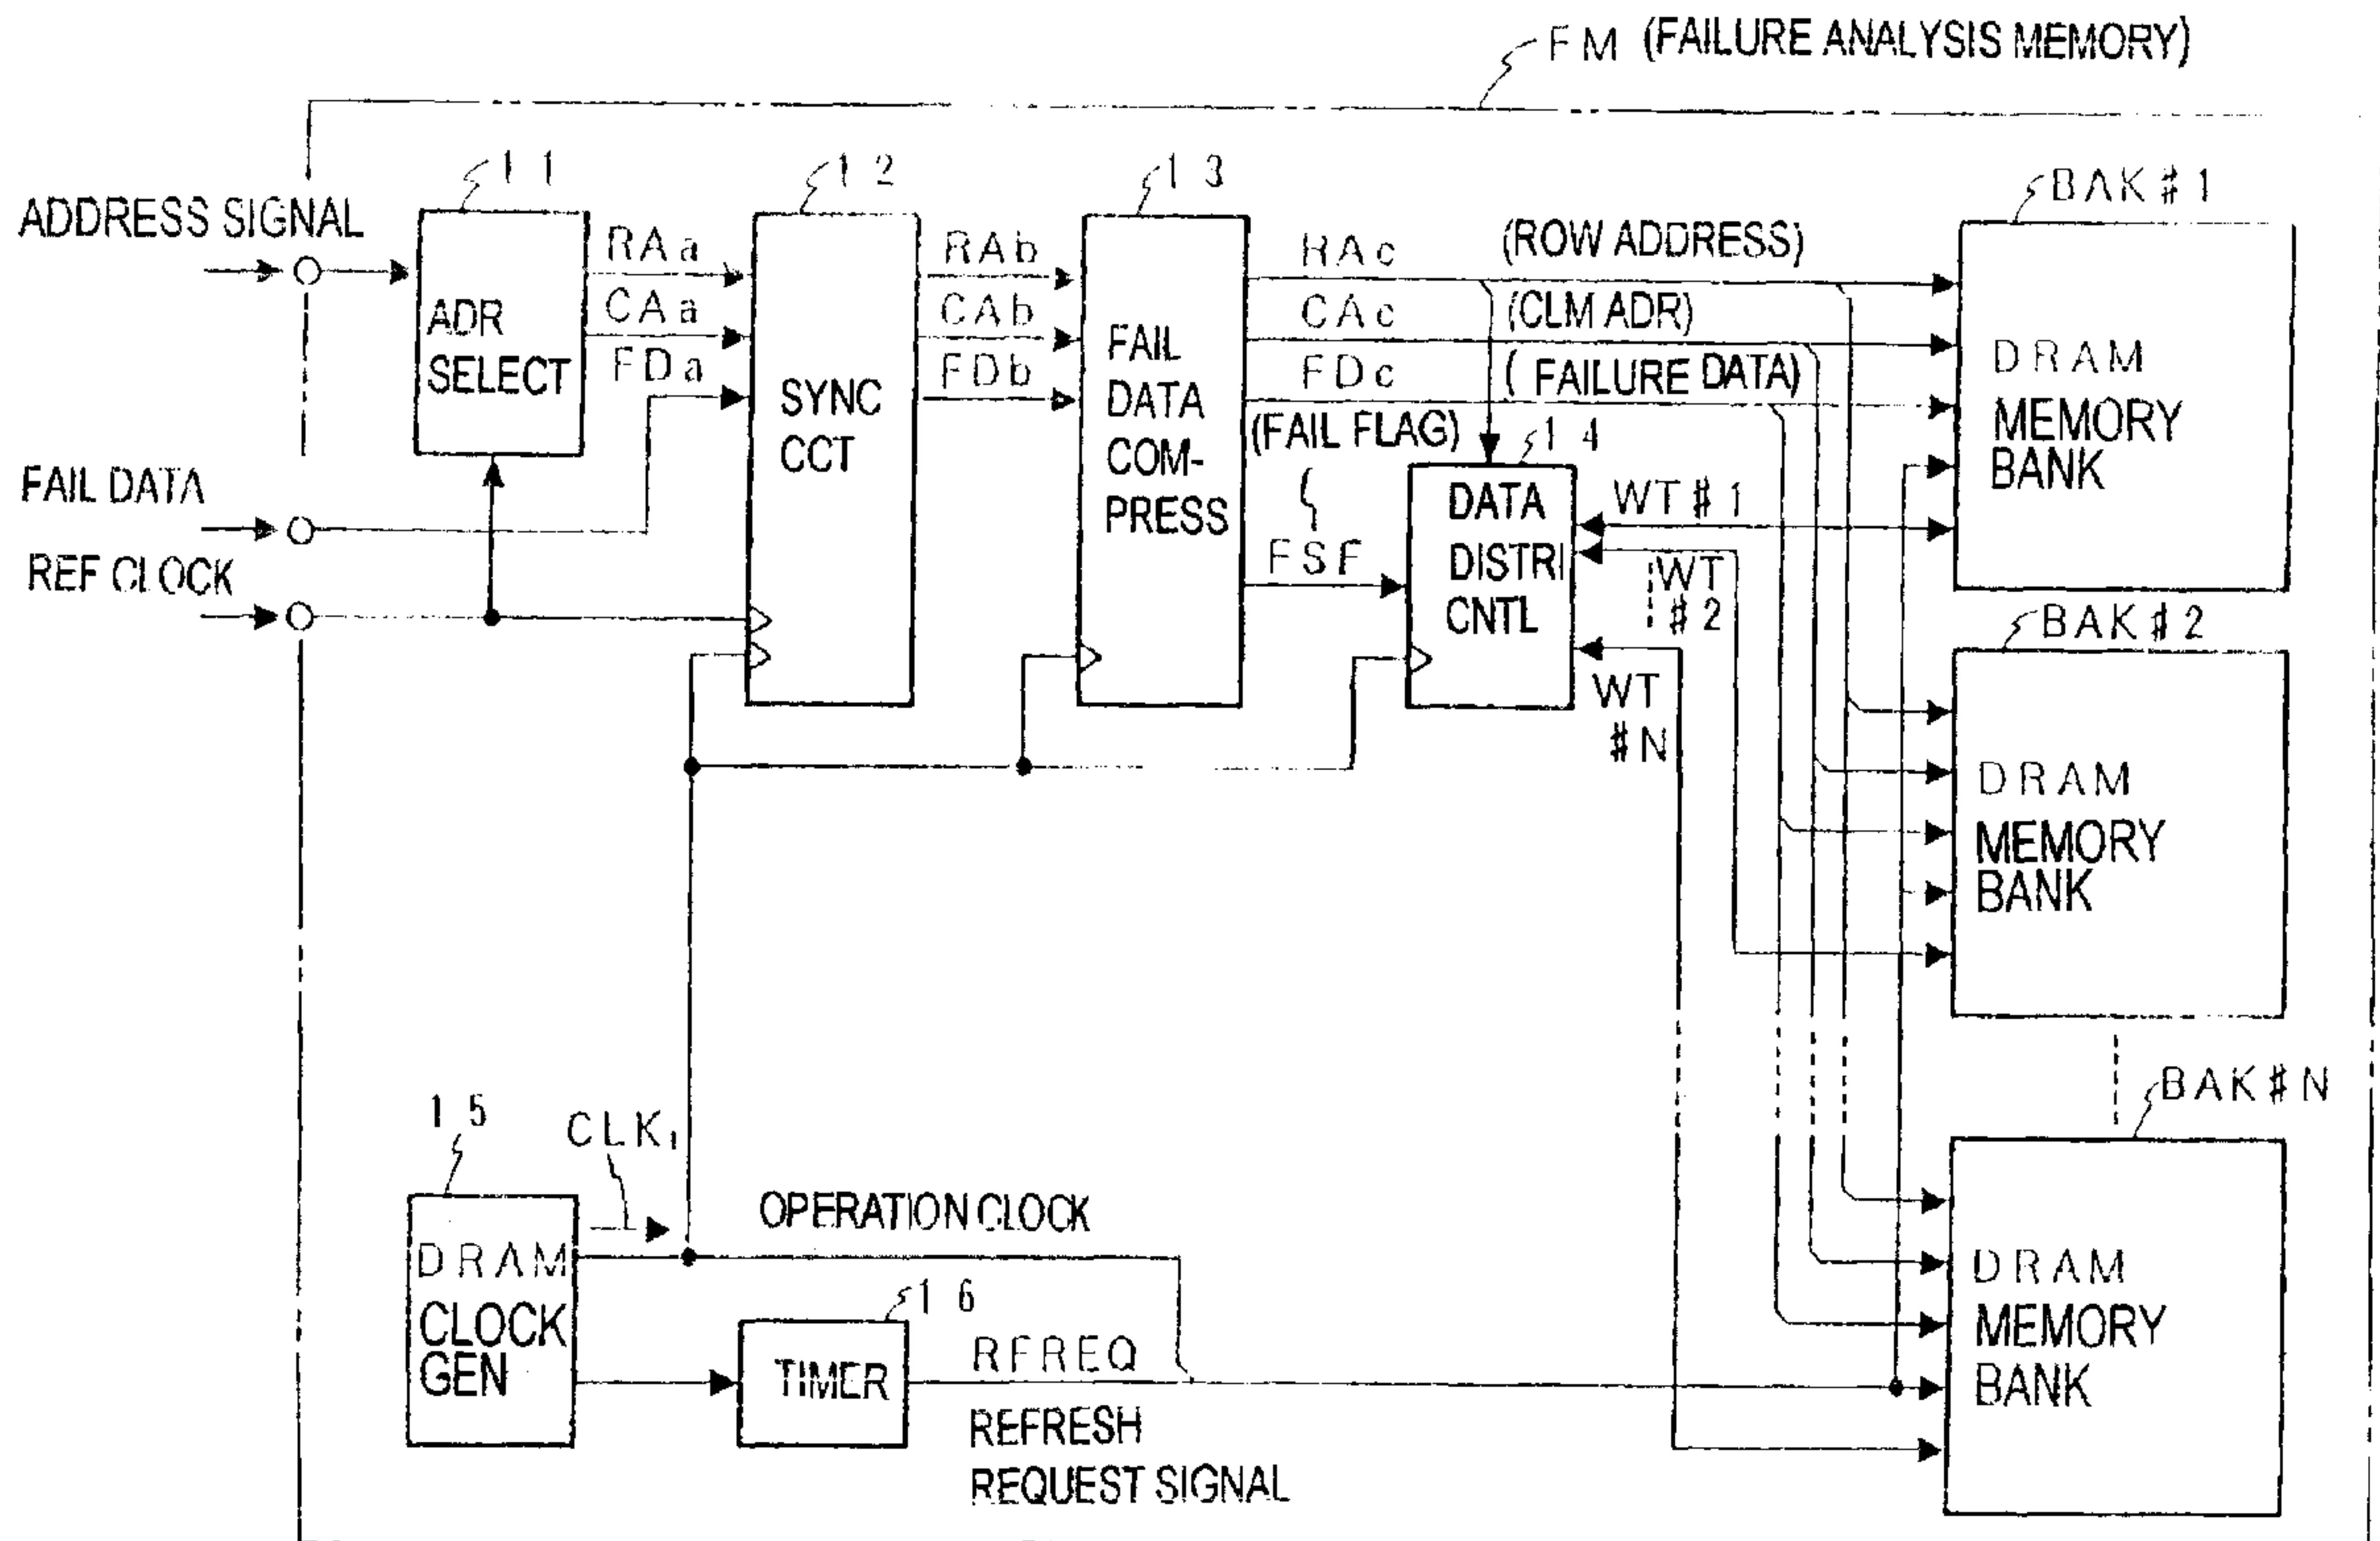 FM (FAILURE ANALYSIS MEMORY)
11
12
13
BAK#1
ADDRESS SIGNAL
RAa
CAa
FDa
ADR
SELECT
RAb
CAb
FDb
SYNC
CCT
FAIL
DATA
COM-
PRESS
RAc
(ROW ADDRESS)
CAc
(CLM ADR)
FDc
(FAILURE DATA)
(FAIL FLAG)
14
FSF
DATA
DISTRI
CNTL
WT#1
WT
#2
WT
#N
DRAM
MEMORY
BANK
FAIL DATA
REF CLOCK
BAK#2
DRAM
MEMORY
BANK
BAK#N
DRAM
MEMORY
BANK
15
CLK₁
DRAM
CLOCK
GEN
OPERATION CLOCK
16
TIMER
RFREQ
REFRESH
REQUEST SIGNAL